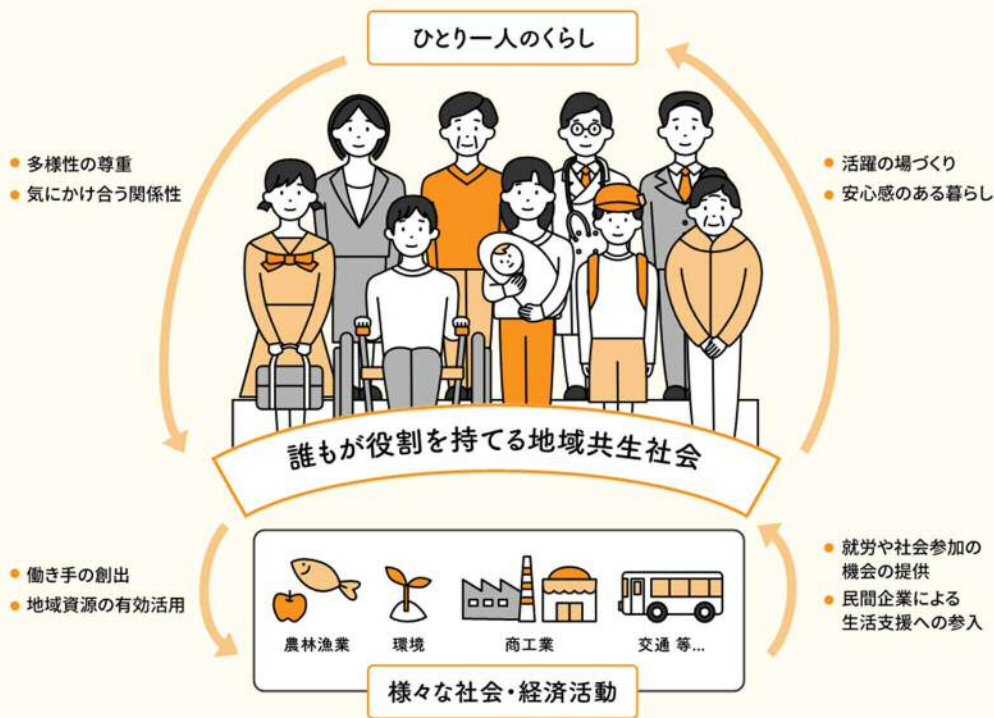 ひとり一人のくらし
多様性の尊重
気にかけ合う関係性
活躍の場づくり
安心感のある暮らし
誰もが役割を持てる地域共生社会
働き手の創出
地域資源の有効活用
就労や社会参加の
機会の提供
民間企業による
生活支援への参入
農林漁業
環境
商工業
交通 等...
様々な社会・経済活動